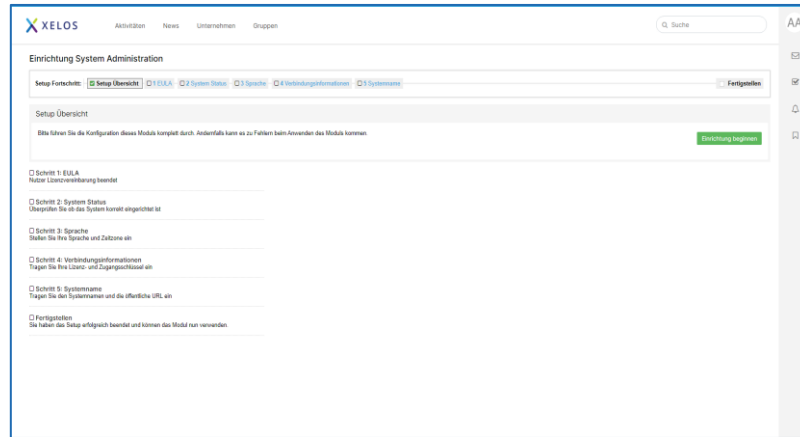 XELOS
Aktivitäten News Unternehmen Gruppen
Suche
AA
Einrichtung System Administration
Setup Fortschritt: Setup Übersicht 1 EULA 2 System Status 3 Sprache 4 Verbindungsinformationen 5 Systemname Fertigstellen
Setup Übersicht
Bitte führen Sie die Konfiguration dieses Moduls komplett durch. Andernfalls kann es zu Fehlern beim Anwenden des Moduls kommen.
Einrichtung beginnen
Schritt 1: EULA
Nutzer Lizenzvereinbarung beendet
Schritt 2: System Status
Überprüfen Sie ob das System korrekt eingerichtet ist
Schritt 3: Sprache
Stellen Sie Ihre Sprache und Zeitzone ein
Schritt 4: Verbindungsinformationen
Tragen Sie Ihre Lizenz- und Zugangsschlüssel ein
Schritt 5: Systemname
Tragen Sie den Systemnamen und die öffentliche URL ein
Fertigstellen
Sie haben das Setup erfolgreich beendet und können das Modul nun verwenden